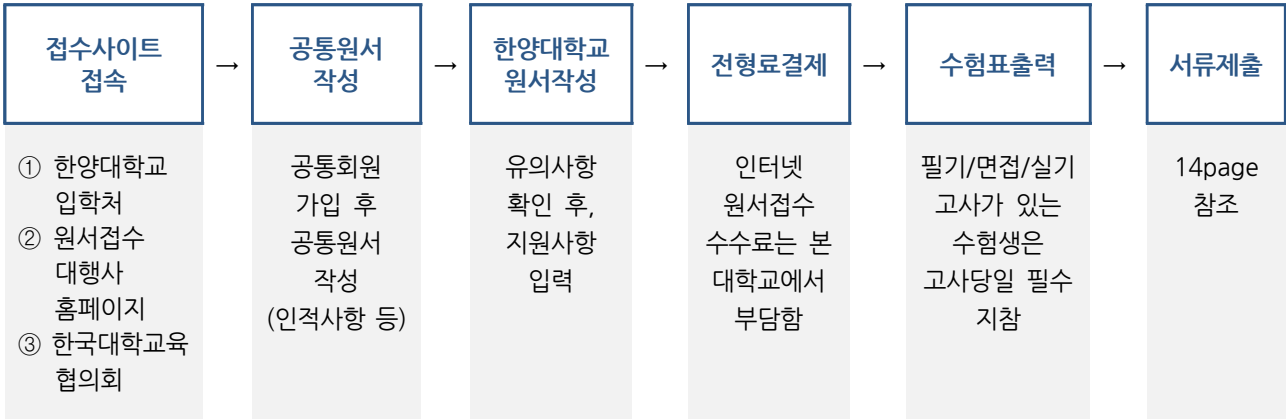 접수사이트
접속
→
공통원서
작성
→
한양대학교
원서작성
→
전형료결제
→
수험표출력
→
서류제출
① 한양대학교
입학처
② 원서접수
대행사
홈페이지
③ 한국대학교육
협의회
공통회원
가입 후
공통원서
작성
(인적사항 등)
유의사항
확인 후,
지원사항
입력
인터넷
원서접수
수수료는 본
대학교에서
부담함
필기/면접/실기
고사가 있는
수험생은
고사당일 필수
지참
14page
참조